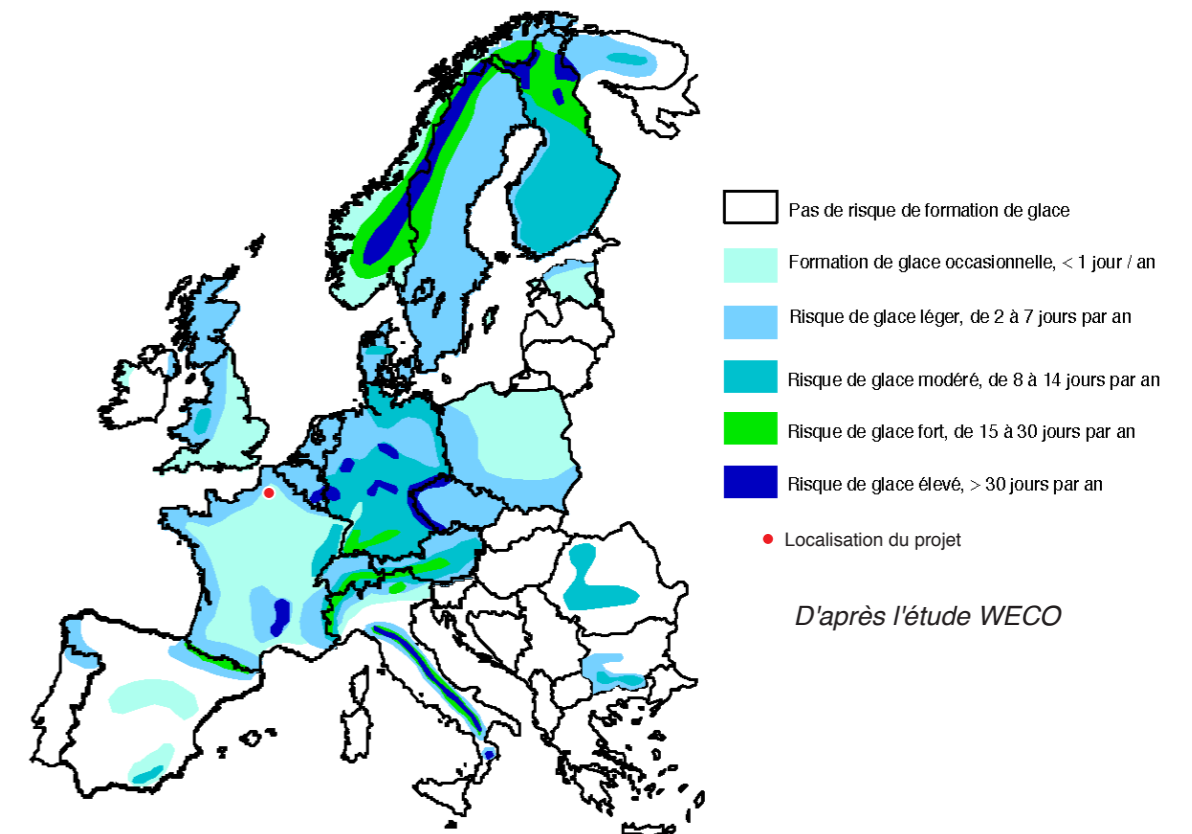 Pas de risque de formation de glace
Formation de glace occasionnelle, < 1 jour / an
Risque de glace léger, de 2 à 7 jours par an
Risque de glace modéré, de 8 à 14 jours par an
Risque de glace fort, de 15 à 30 jours par an
Risque de glace élevé, > 30 jours par an
Localisation du projet
D'après l'étude WECO